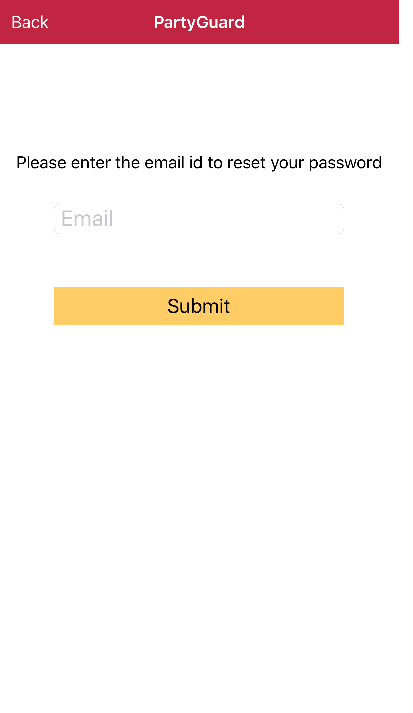 Back PartyGuard
Please enter the email id to reset your password
Email
Submit